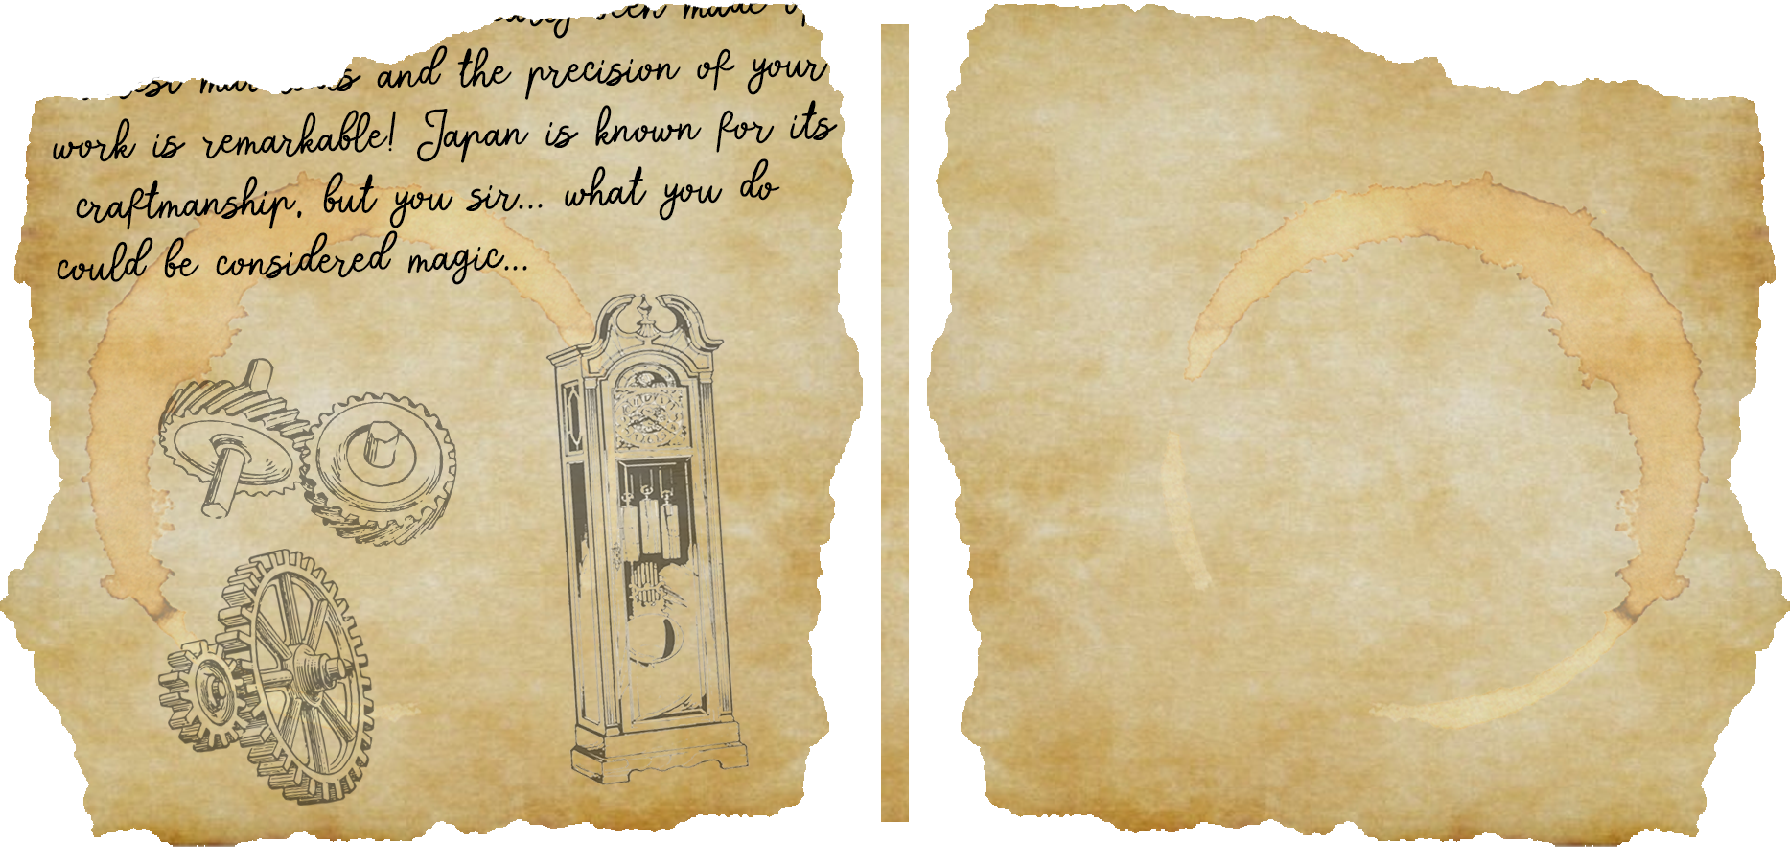 made
and the precision of your
work is remarkable! Japan is known for its
craftmanship, but you sir... what you do
could be considered magic...